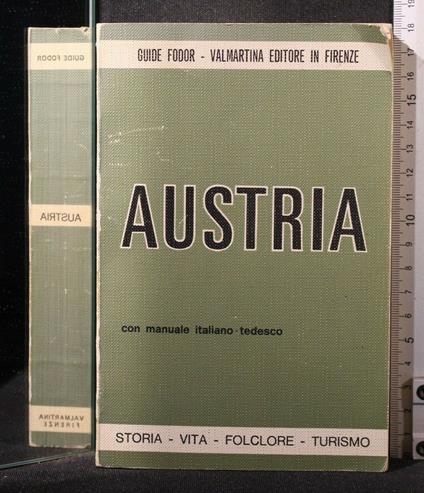 GUIDE FODOR - VALMARTINA EDITORE IN FIRENZE
AUSTRIA
con manuale italiano-tedesco
STORIA - VITA - FOLCLORE - TURISMO
GUIDE FODOR
AUSTRIA
VALMARTINA
FIRENZE